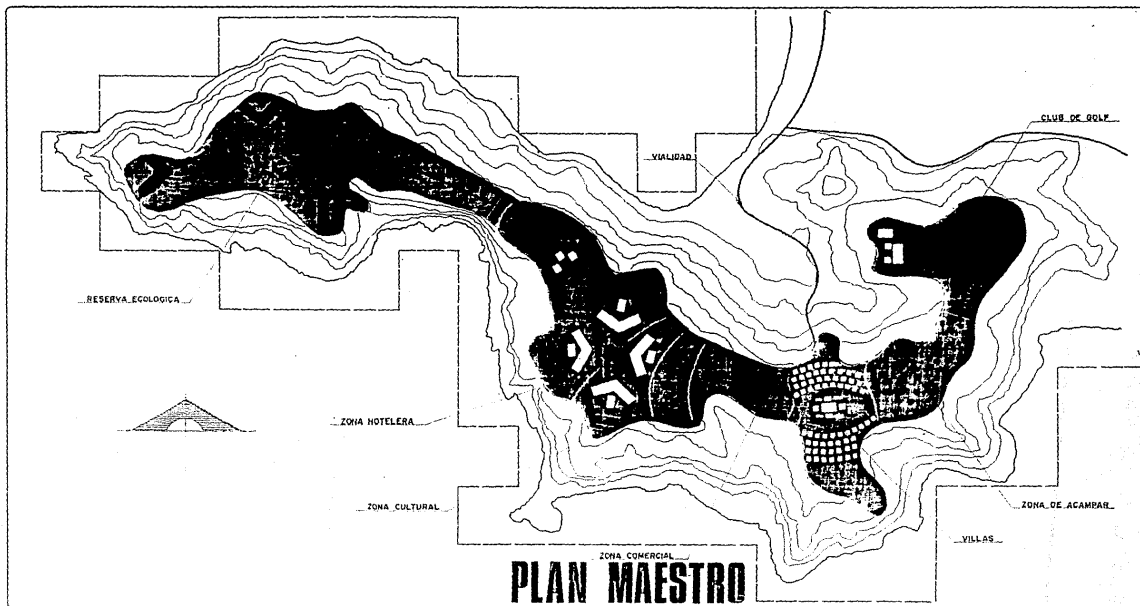 CLUB DE GOLF
VIALIDAD
RESERVA ECOLOGICA
ZONA HOTELERA
ZONA CULTURAL
ZONA DE ACAMPAR
VILLAS
ZONA COMERCIAL
PLAN MAESTRO